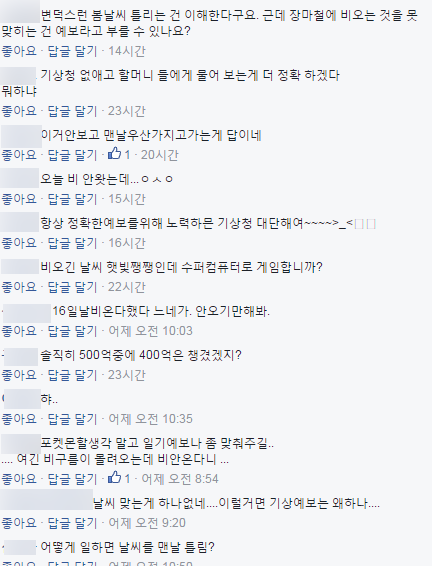 변덕스런 봄날씨 틀리는 건 이해한다구요. 근데 장마철에 비오는 것을 못
맞히는 건 예보라고 부를 수 있나요?
좋아요 · 답글 달기 · 14시간
기상청 없애고 할머니 들에게 물어 보는게 더 정확 하겠다
뭐하냐
좋아요 · 답글 달기 · 23시간
이거안보고 맨날우산가지고가는게 답이네
좋아요 · 답글 달기 · 1 · 20시간
오늘 비 안왓는데...ㅇㅅㅇ
좋아요 · 답글 달기 · 15시간
항상 정확한예보를위해 노력하믄 기상청 대단해여~~~~>_<
좋아요 · 답글 달기 · 16시간
비오긴 날씨 햇빛쨍쨍인데 수퍼컴퓨터로 게임합니까?
좋아요 · 답글 달기 · 22시간
16일날비온다했다 느네가. 안오기만해봐.
좋아요 · 답글 달기 · 어제 오전 10:03
솔직히 500억중에 400억은 챙겼겠지?
좋아요 · 답글 달기 · 23시간
햐..
좋아요 · 답글 달기 · 어제 오전 10:35
포켓몬할생각 말고 일기예보나 좀 맞춰주길..
.... 여긴 비구름이 몰려오는데 비안온다니 ...
좋아요 · 답글 달기 · 1 · 어제 오전 8:54
날씨 맞는게 하나없네....이럴거면 기상예보는 왜하나....
좋아요 · 답글 달기 · 어제 오전 9:20
어떻게 일하면 날씨를 맨날 틀림?